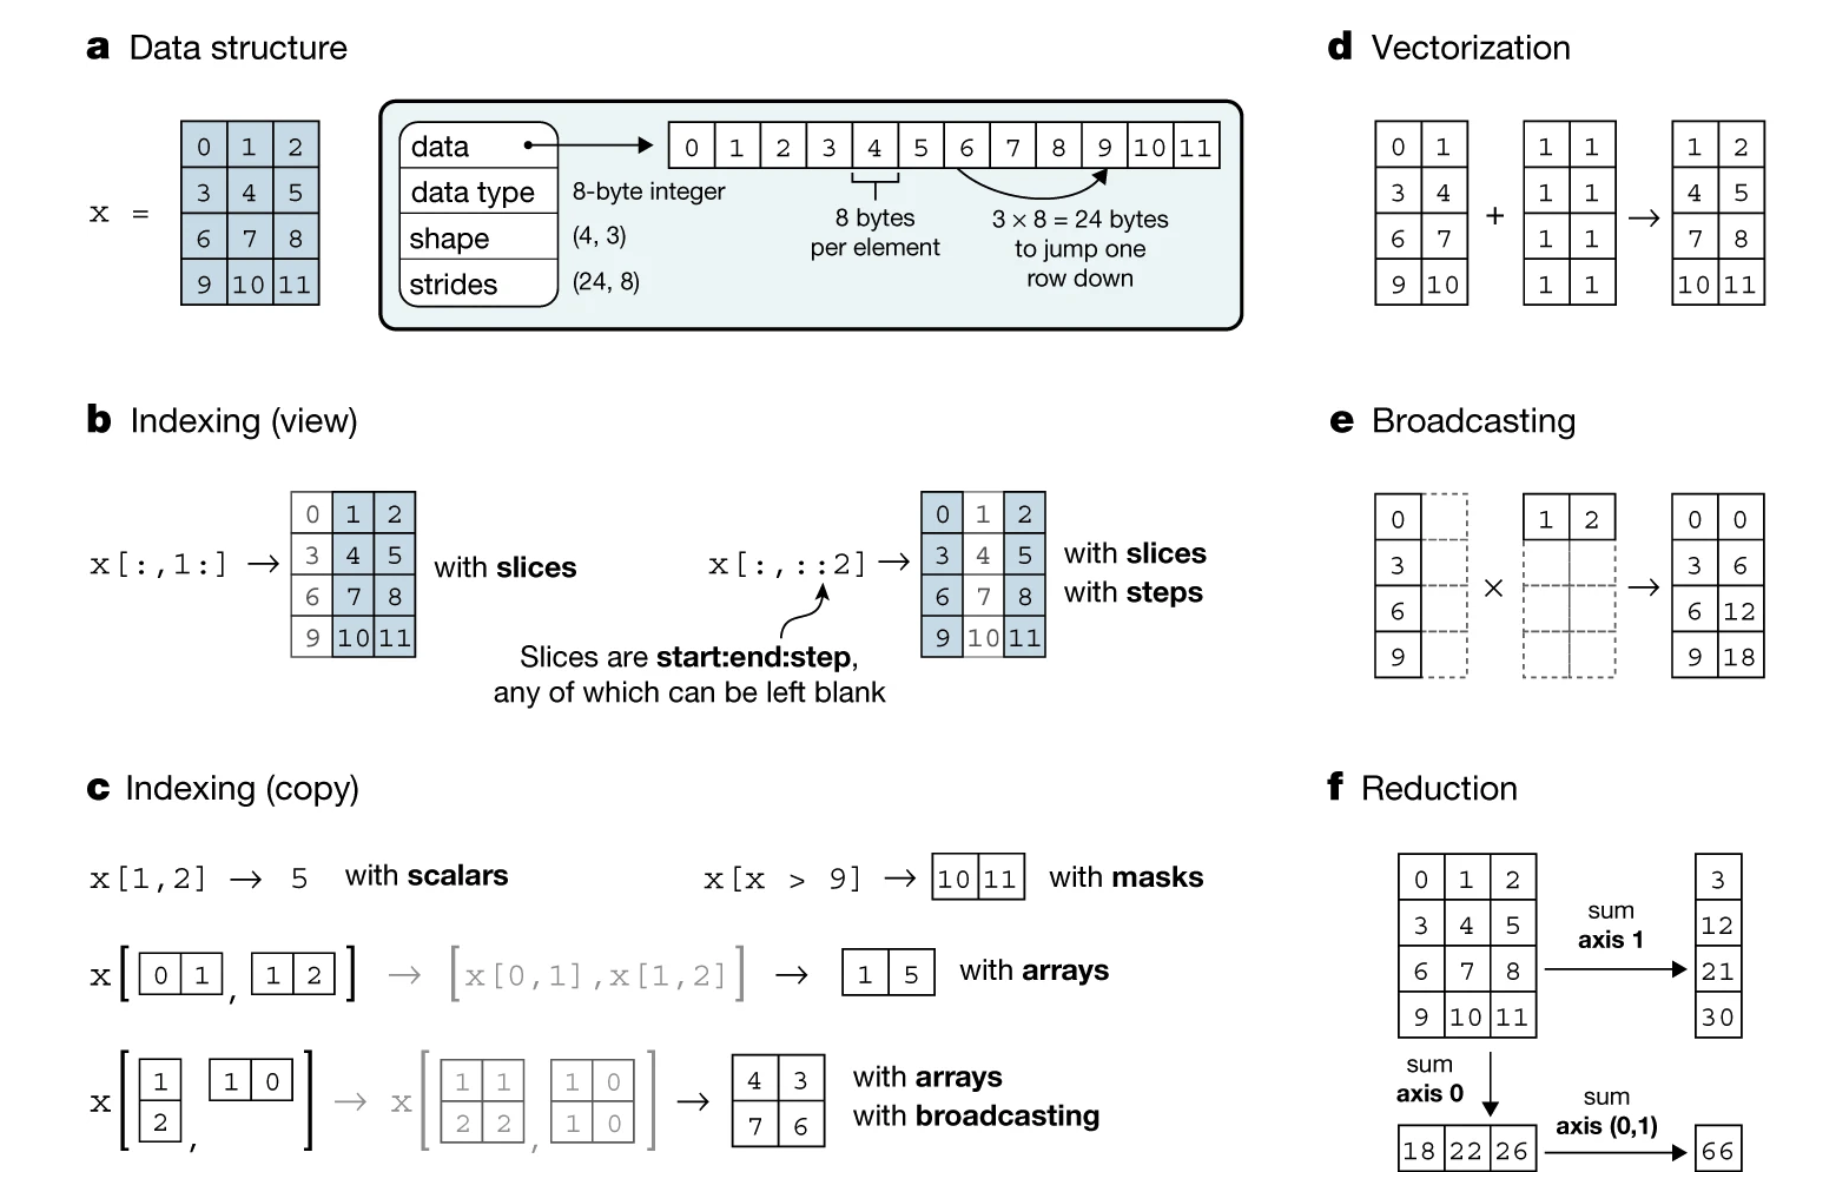 a Data structure
x =
0 1 2
3 4 5
6 7 8
9 10 11
data
data type
shape
strides
8-byte integer
(4, 3)
(24, 8)
0 1 2 3 4 5 6 7 8 9 10 11
8 bytes
per element
3 × 8 = 24 bytes
to jump one
row down
b Indexing (view)
x[:,1:] →
0 1 2
3 4 5
6 7 8
9 10 11
with slices
x[:,::2] →
0 1 2
3 4 5
6 7 8
9 10 11
with slices
with steps
Slices are start:end:step,
any of which can be left blank
c Indexing (copy)
x[1,2] → 5 with scalars
x[x > 9] → 10 11 with masks
x[0 1, 1 2] → [x[0,1],x[1,2]] → 1 5 with arrays
x[
1
2
,
1 0
] → x[
1 1
2 2
,
1 0
1 0
] →
4 3
7 6
with arrays
with broadcasting
d Vectorization
0 1
3 4
6 7
9 10
+
1 1
1 1
1 1
1 1
→
1 2
4 5
7 8
10 11
e Broadcasting
0
3
6
9
×
1 2
→
0 0
3 6
6 12
9 18
f Reduction
0 1 2
3 4 5
6 7 8
9 10 11
sum
axis 1
3
12
21
30
sum
axis 0
18 22 26
sum
axis (0,1)
66